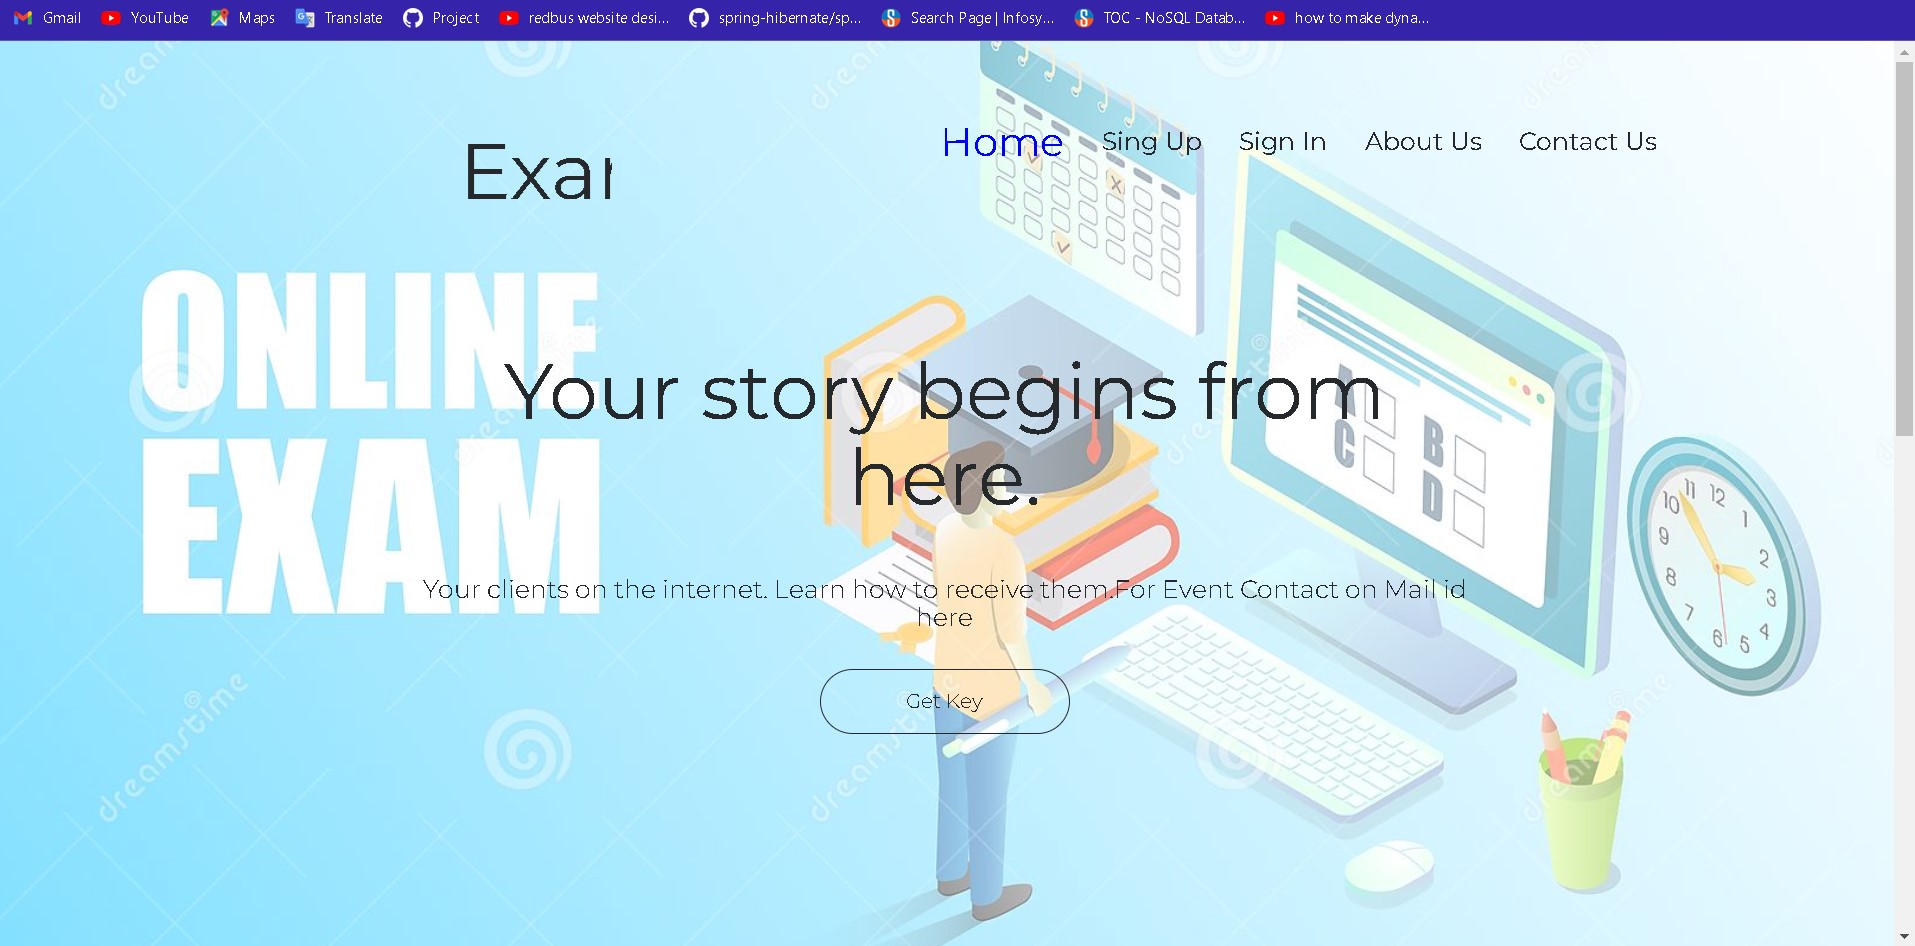 Gmail YouTube Maps Translate Project redbus website desi... spring-hibernate/sp... Search Page | Infosy... TOC - NoSQL Datab... how to make dyna...
Home Sing Up Sign In About Us Contact Us
Exar
ONLINE
EXAM
Your story begins from
here.
Your clients on the internet. Learn how to receive them.For Event Contact on Mail id
here
Get Key
A B
C D
10 11 12 1
9 2
8 3
7 6 5 4
dreamstime
dreamstime
dreamstime